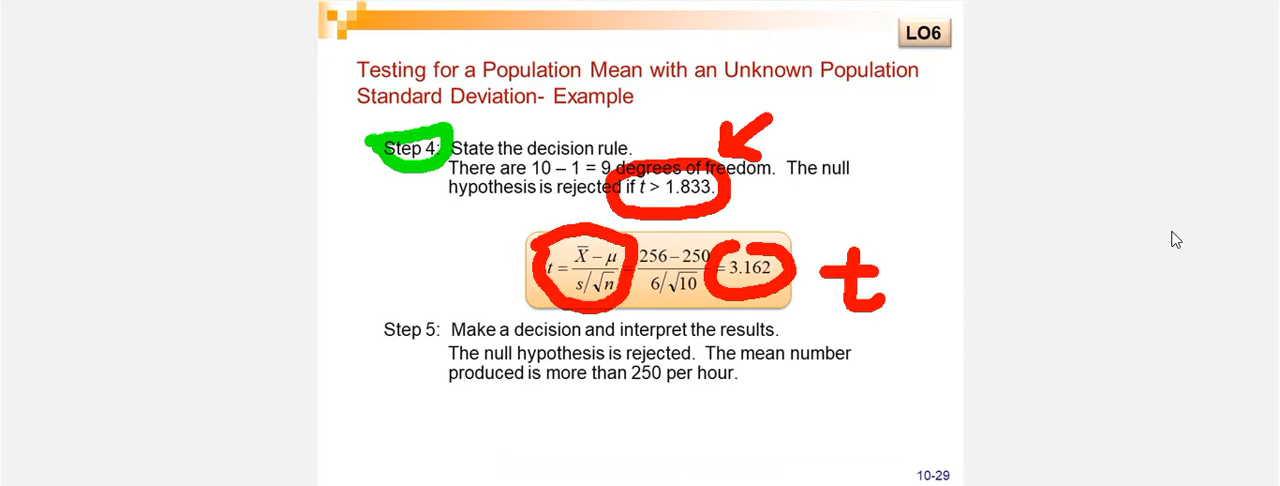 LO6
Testing for a Population Mean with an Unknown Population
Standard Deviation- Example
Step 4: State the decision rule.
There are 10 – 1 = 9 degrees of freedom. The null
hypothesis is rejected if t > 1.833.
t = (X̅ – μ)/(s/√n) = (256 – 250)/(6/√10) = 3.162
t
Step 5: Make a decision and interpret the results.
The null hypothesis is rejected. The mean number
produced is more than 250 per hour.
10-29